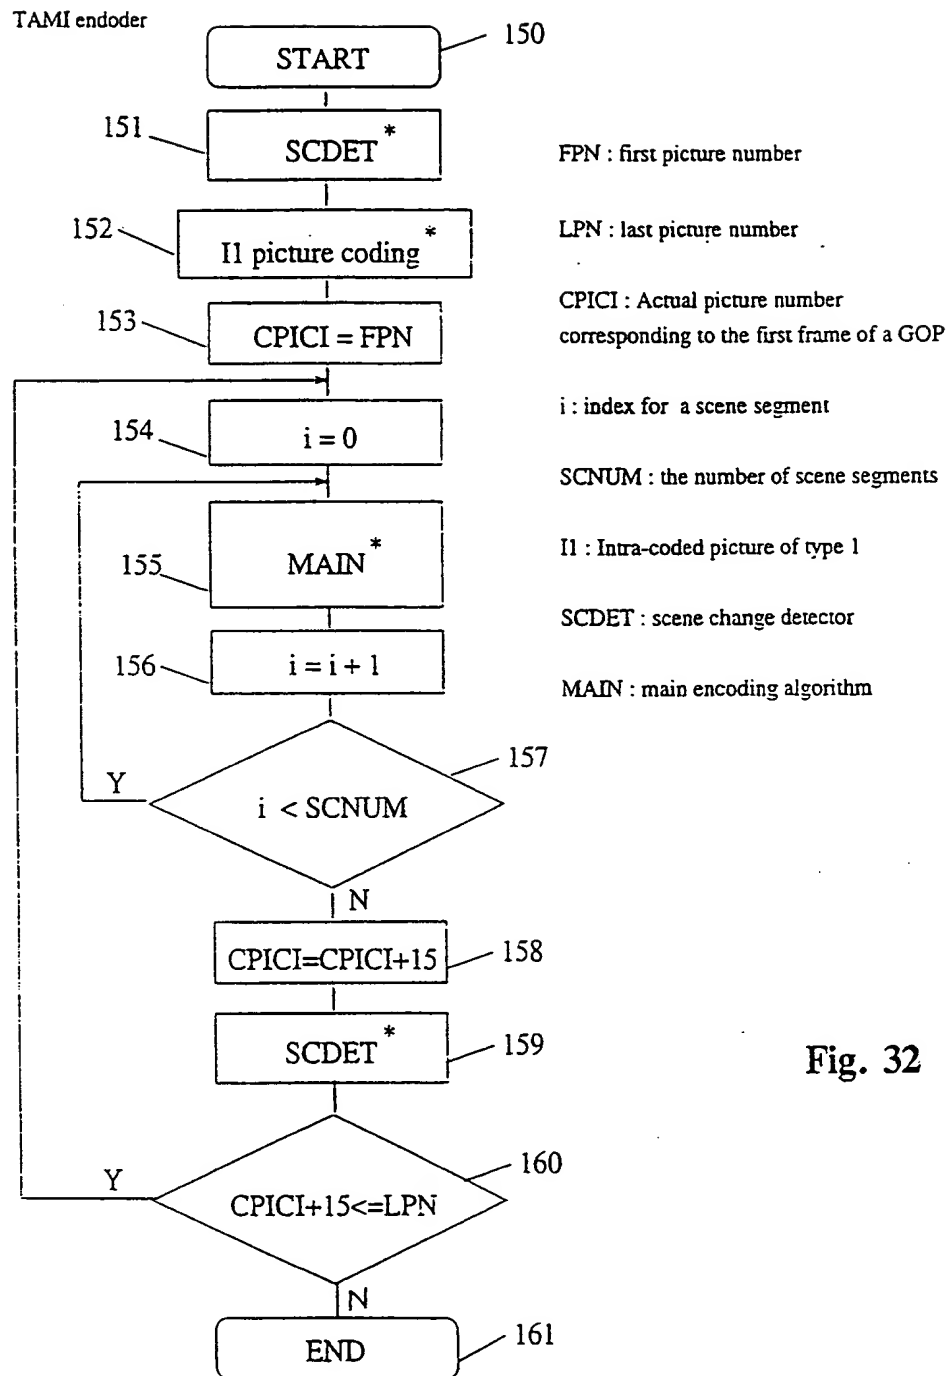 TAMI endoder
START
150
151
SCDET *
152
I1 picture coding *
153
CPICI = FPN
154
i = 0
155
MAIN *
156
i = i + 1
157
i < SCNUM
Y
N
CPICI=CPICI+15
158
SCDET *
159
160
CPICI+15<=LPN
Y
N
END
161
FPN : first picture number
LPN : last picture number
CPICI : Actual picture number
corresponding to the first frame of a GOP
i : index for a scene segment
SCNUM : the number of scene segments
I1 : Intra-coded picture of type 1
SCDET : scene change detector
MAIN : main encoding algorithm
Fig. 32